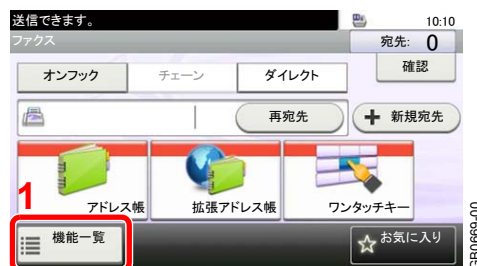 送信できます。
10:10
ファクス
宛先: 0
オンフック
チェーン
ダイレクト
確認
再宛先
新規宛先
アドレス帳
拡張アドレス帳
ワンタッチキー
1
機能一覧
お気に入り
GB0669-00